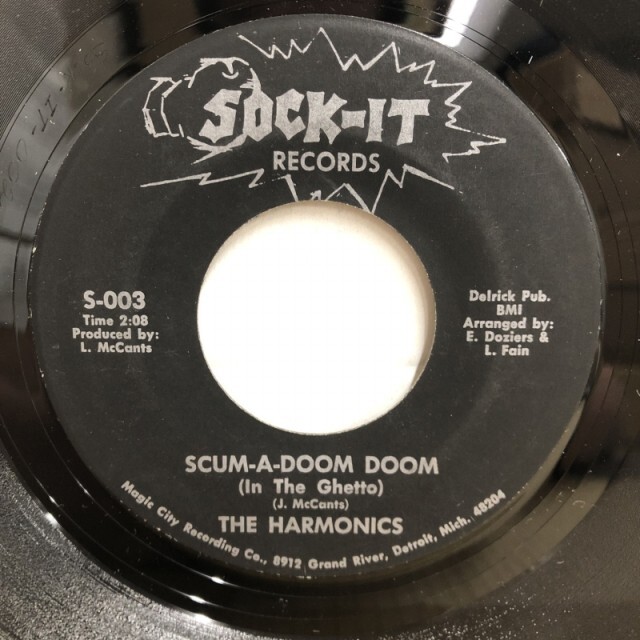 SOCK-IT
RECORDS
S-003
Time 2:08
Produced by:
L. McCants
Delrick Pub.
BMI
Arranged by:
E. Doziers &
L. Fain
SCUM-A-DOOM DOOM
(In The Ghetto)
(J. McCants)
THE HARMONICS
Magic City Recording Co., 8912 Grand River, Detroit, Mich. 48204